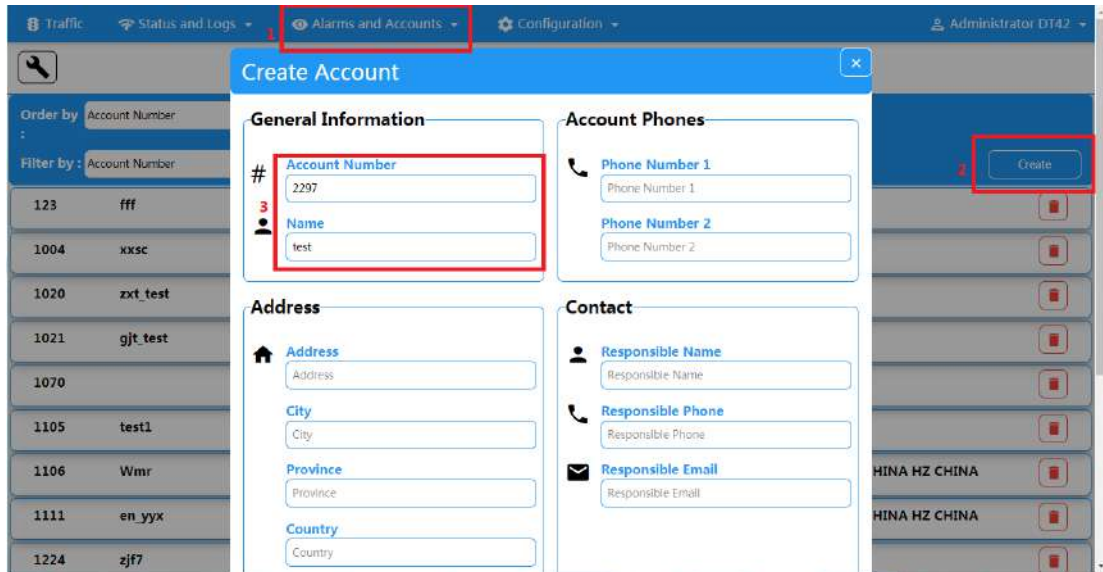 Traffic Status and Logs 1 Alarms and Accounts Configuration Administrator DT42
Create Account ×
Order by : Account Number
Filter by : Account Number
2 Create
General Information
# Account Number
2297
3
Name
test
Account Phones
Phone Number 1
Phone Number 1
Phone Number 2
Phone Number 2
Address
Address
Address
City
City
Province
Province
Country
Country
Contact
Responsible Name
Responsible Name
Responsible Phone
Responsible Phone
Responsible Email
Responsible Email
123 fff
1004 xxsc
1020 zxt_test
1021 gjt_test
1070
1105 test1
1106 Wmr HINA HZ CHINA
1111 en_yyx HINA HZ CHINA
1224 zjf7